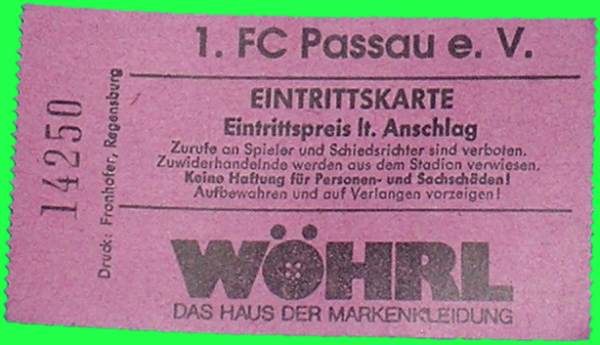 1. FC Passau e. V.
EINTRITTSKARTE
Eintrittspreis lt. Anschlag
Zurufe an Spieler und Schiedsrichter sind verboten.
Zuwiderhandelnde werden aus dem Stadion verwiesen.
Keine Haftung für Personen- und Sachschäden!
Aufbewahren und auf Verlangen vorzeigen!
WÖHRL
DAS HAUS DER MARKENKLEIDUNG
14250
Druck: Fronhofer, Regensburg